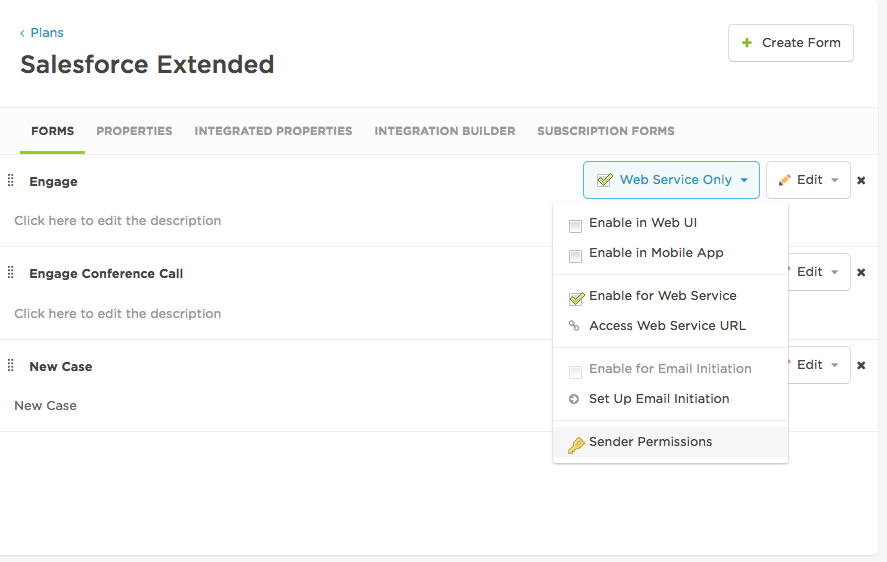 ‹ Plans
Salesforce Extended
+ Create Form
FORMS PROPERTIES INTEGRATED PROPERTIES INTEGRATION BUILDER SUBSCRIPTION FORMS
Engage
Web Service Only
Edit
Click here to edit the description
Enable in Web UI
Enable in Mobile App
Enable for Web Service
Access Web Service URL
Enable for Email Initiation
Set Up Email Initiation
Sender Permissions
Engage Conference Call
Edit
Click here to edit the description
New Case
Edit
New Case